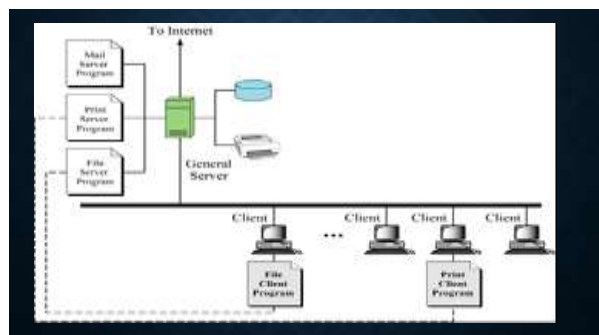 To Internet
Mail
Server
Program
Print
Server
Program
File
Server
Program
General
Server
Client
Client
Client
Client
...
File
Client
Program
Print
Client
Program